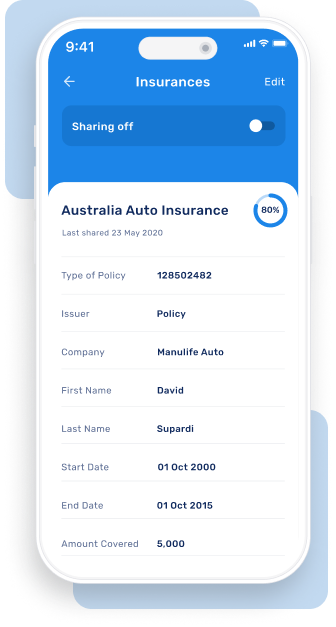 9:41
Insurances Edit
Sharing off
Australia Auto Insurance 80%
Last shared 23 May 2020
Type of Policy 128502482
Issuer Policy
Company Manulife Auto
First Name David
Last Name Supardi
Start Date 01 Oct 2000
End Date 01 Oct 2015
Amount Covered 5,000